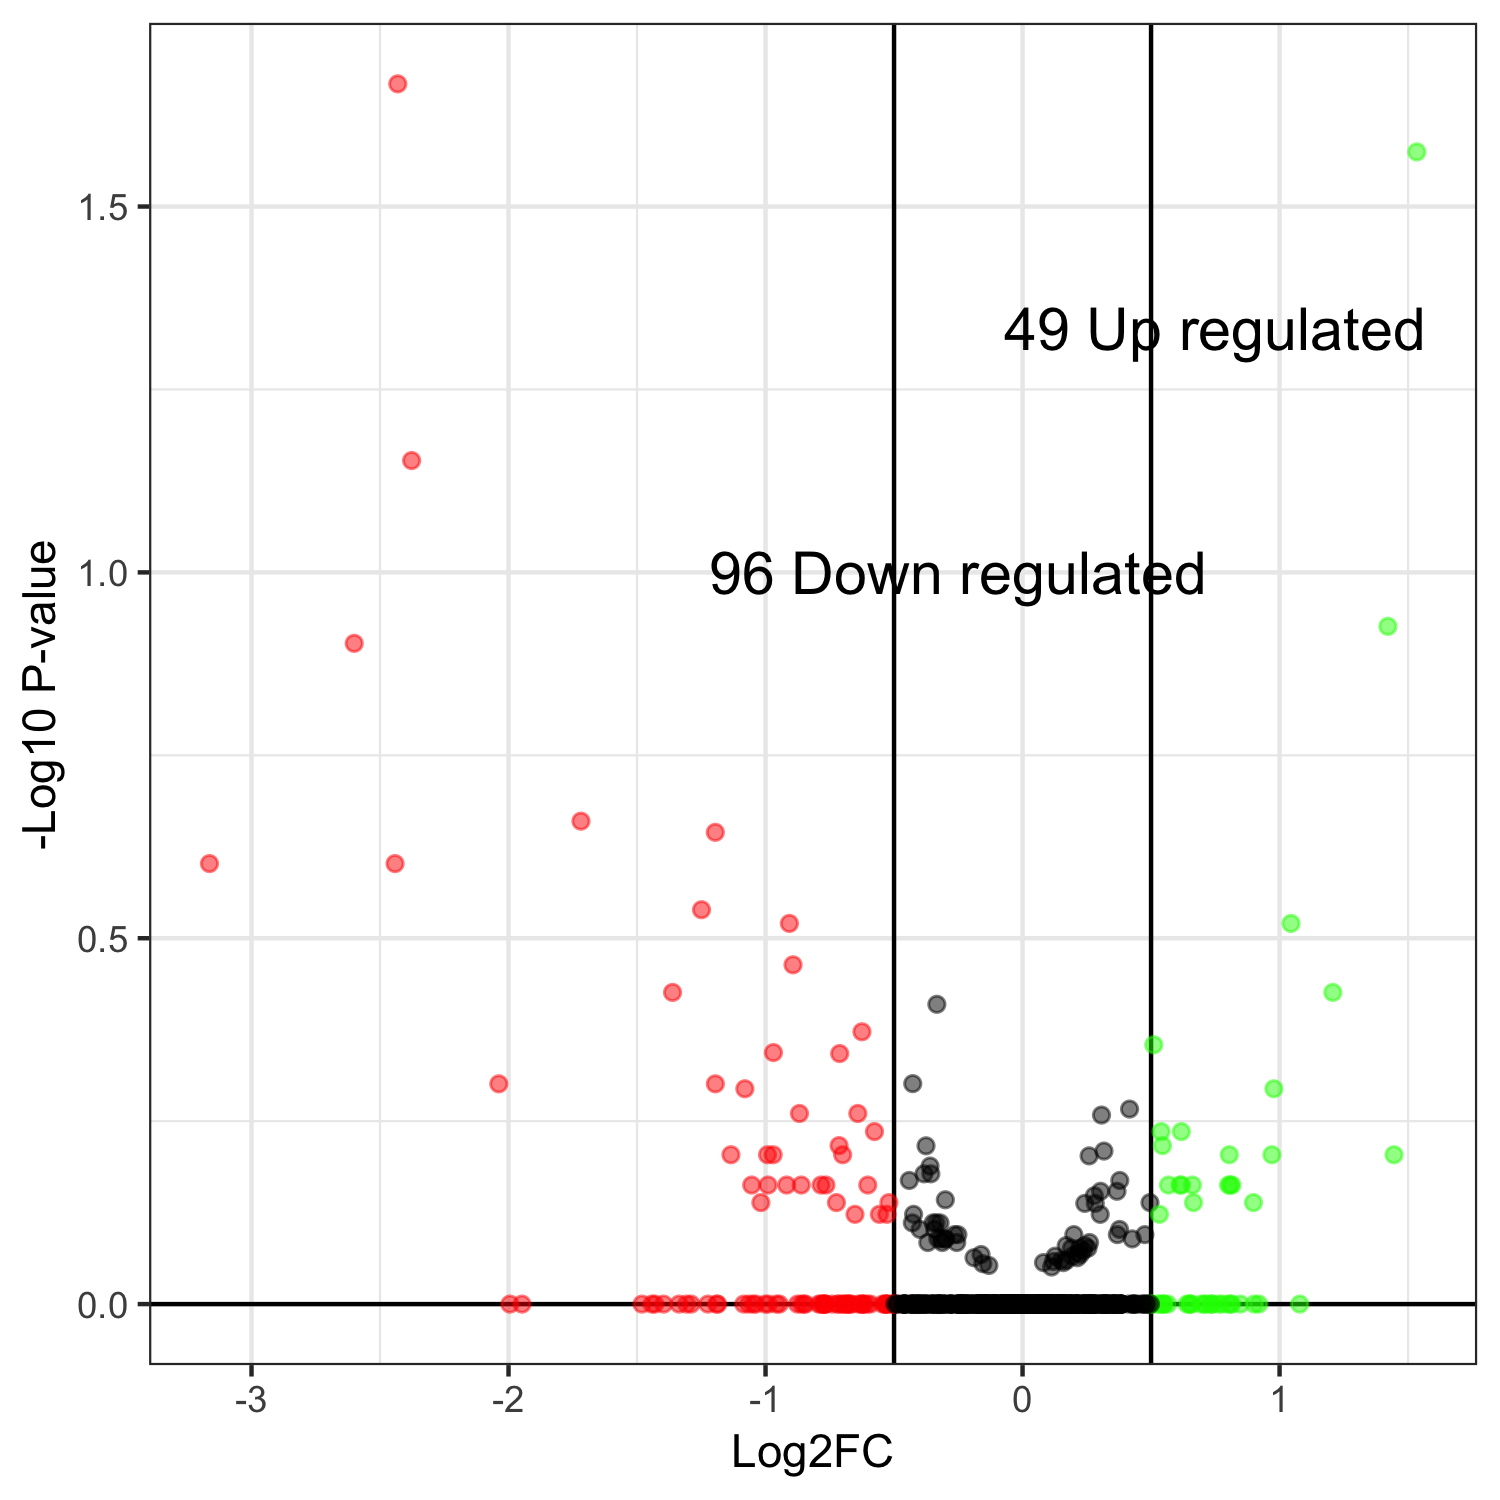 1.5
49 Up regulated
1.0
96 Down regulated
-Log10 P-value
0.5
0.0
-3 -2 -1 0 1
Log2FC